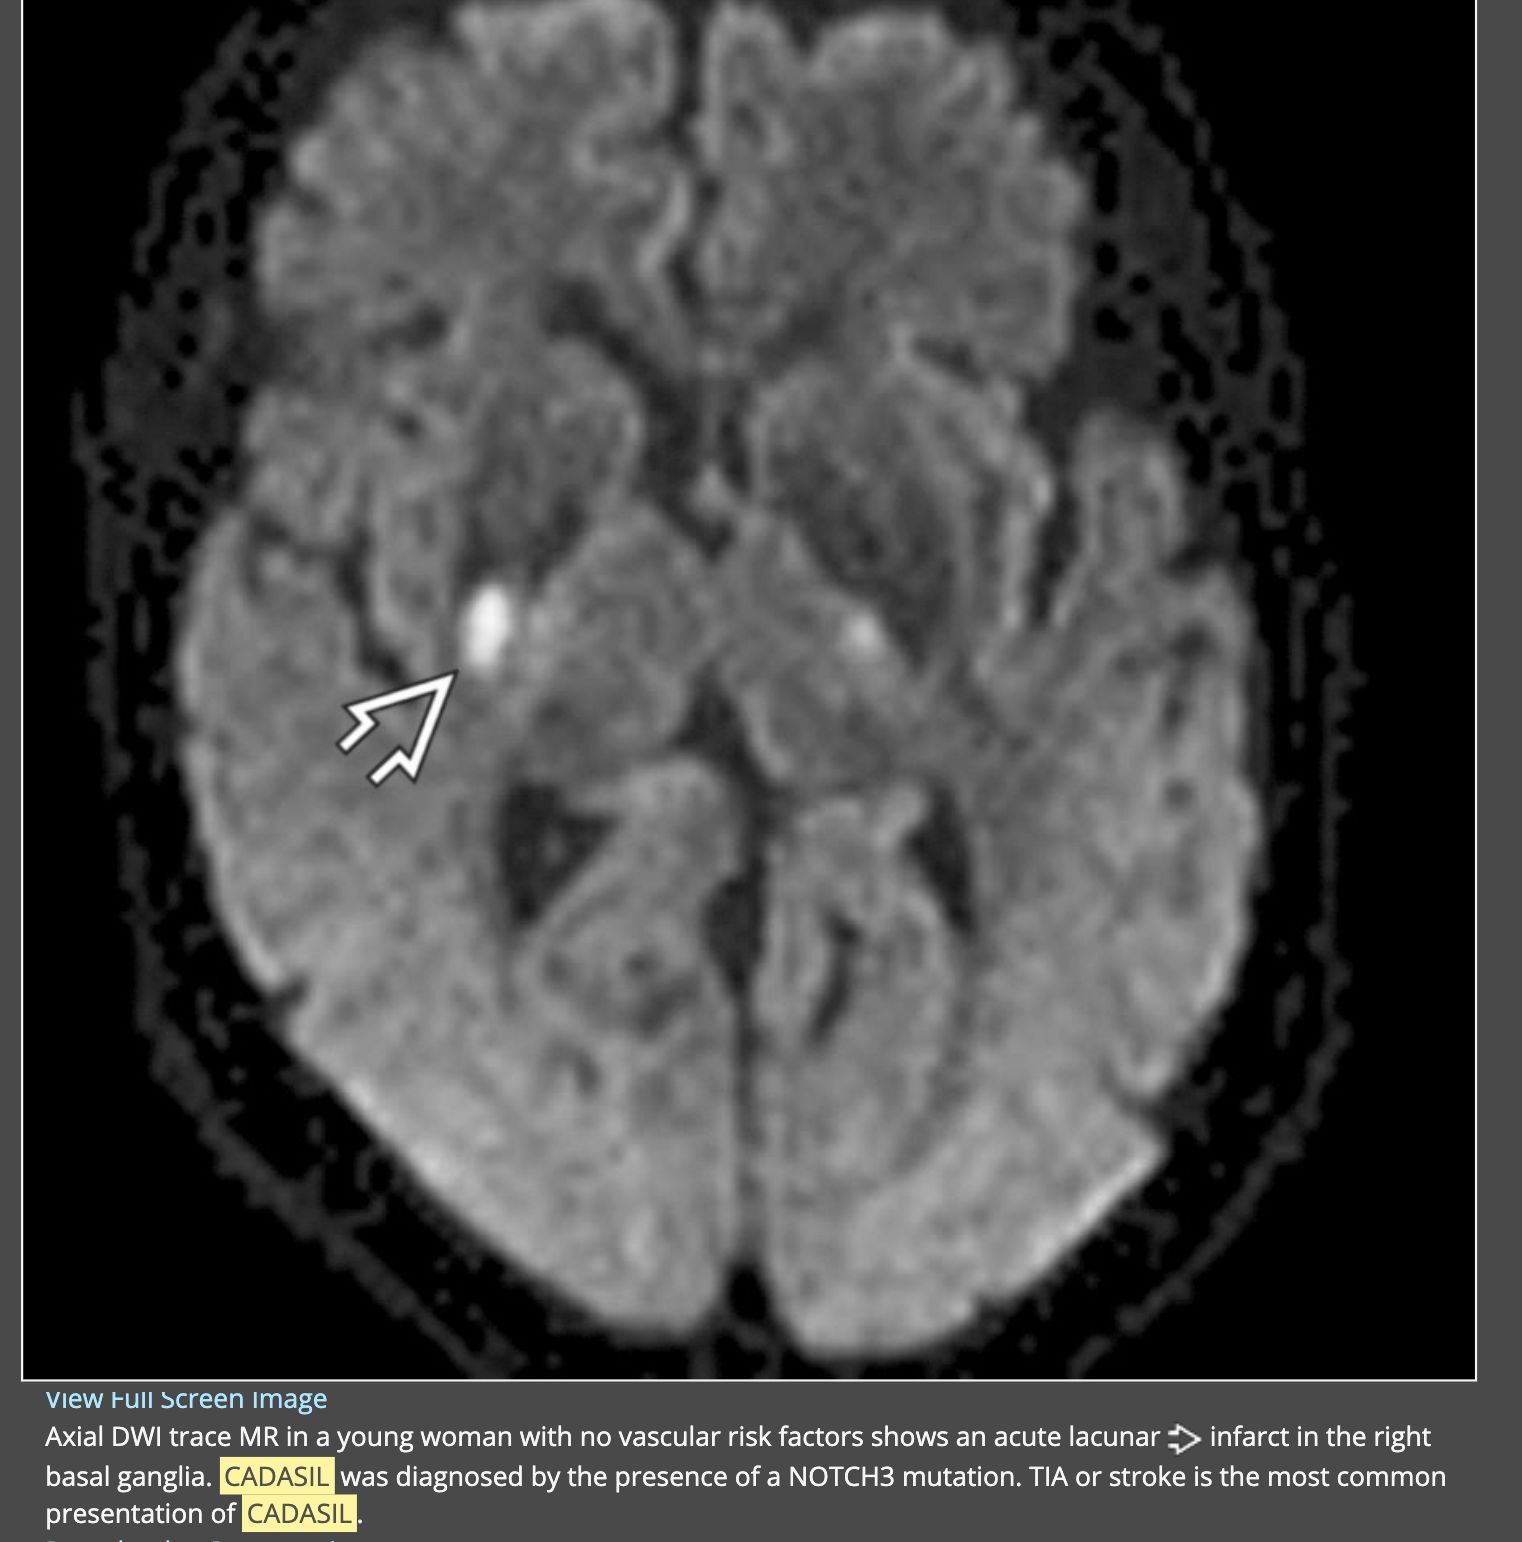 View Full Screen Image
Axial DWI trace MR in a young woman with no vascular risk factors shows an acute lacunar infarct in the right
basal ganglia. CADASIL was diagnosed by the presence of a NOTCH3 mutation. TIA or stroke is the most common
presentation of CADASIL.